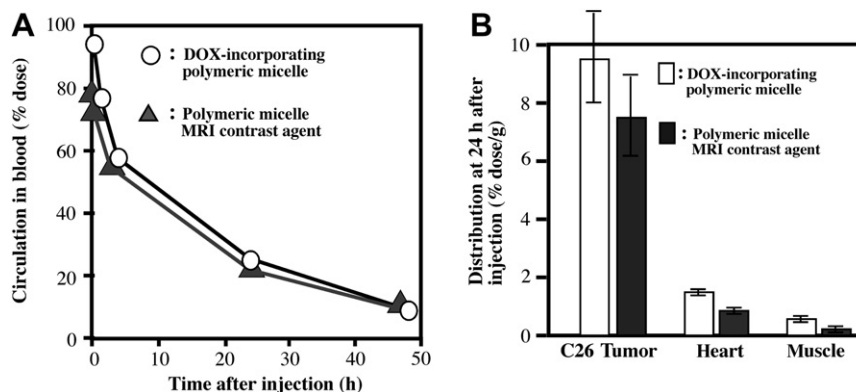 A
Circulation in blood (% dose)
100
80
60
40
20
0
: DOX-incorporating
polymeric micelle
: Polymeric micelle
MRI contrast agent
0 10 20 30 40 50
Time after injection (h)
B
Distribution at 24 h after
injection (% dose/g)
10
8
6
4
2
0
: DOX-incorporating
polymeric micelle
: Polymeric micelle
MRI contrast agent
C26 Tumor Heart Muscle